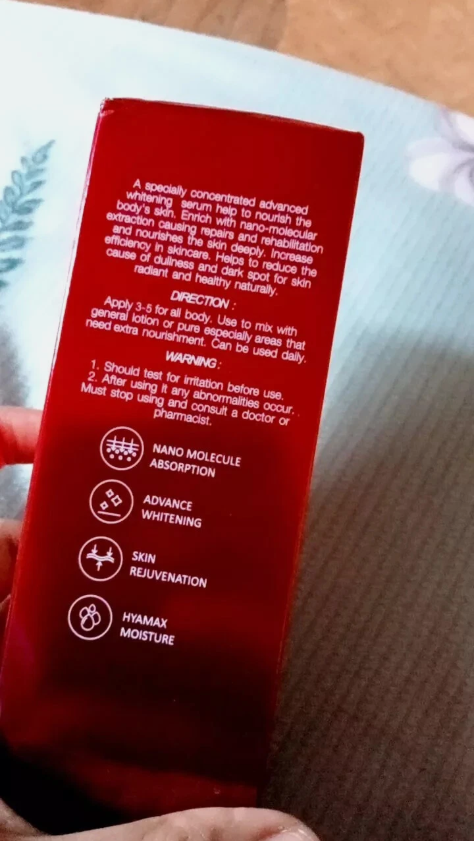 A specially concentrated advanced
whitening serum help to nourish the
body's skin. Enrich with nano-molecular
extraction causing repairs and rehabilitation
and nourishes the skin deeply. Increase
efficiency in skincare. Helps to reduce the
cause of dullness and dark spot for skin
radiant and healthy naturally.
DIRECTION :
Apply 3-5 for all body. Use to mix with
general lotion or pure especially areas that
need extra nourishment. Can be used daily.
WARNING :
1. Should test for irritation before use.
2. After using it any abnormalities occur.
Must stop using and consult a doctor or
pharmacist.
NANO MOLECULE
ABSORPTION
ADVANCE
WHITENING
SKIN
REJUVENATION
HYAMAX
MOISTURE